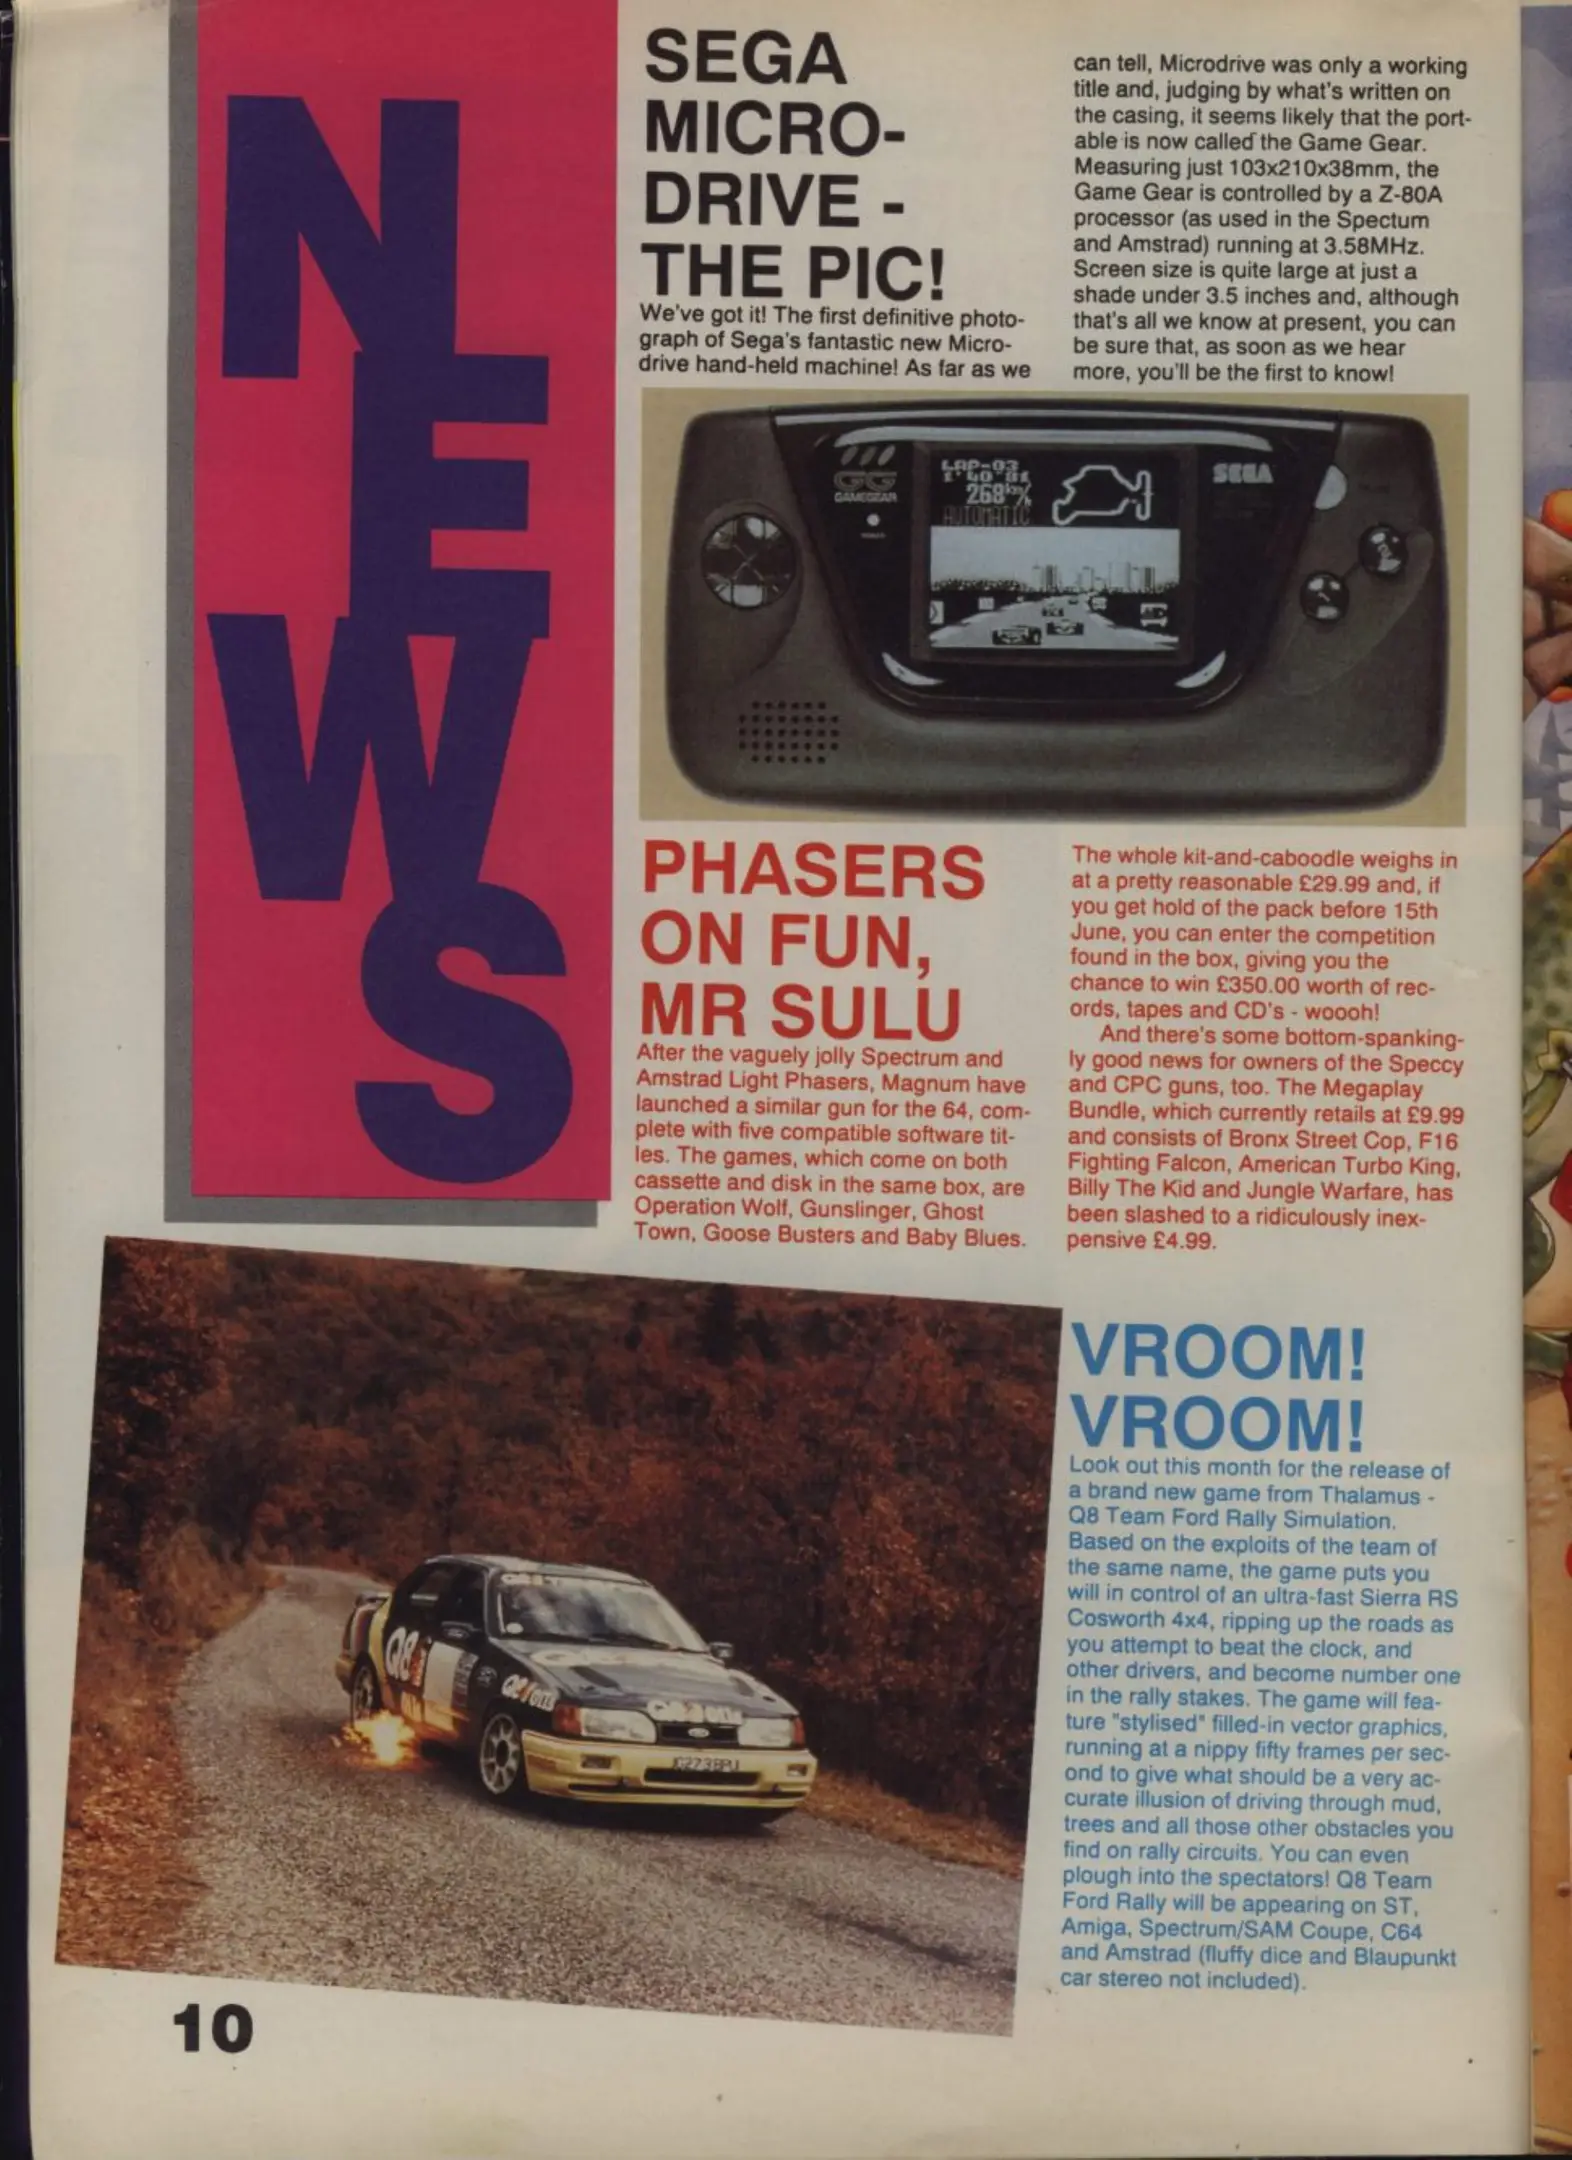 NEWS
SEGA
MICRO-
DRIVE -
THE PIC!
We've got it! The first definitive photo-
graph of Sega's fantastic new Micro-
drive hand-held machine! As far as we
can tell, Microdrive was only a working
title and, judging by what's written on
the casing, it seems likely that the port-
able is now called the Game Gear.
Measuring just 103x210x38mm, the
Game Gear is controlled by a Z-80A
processor (as used in the Spectum
and Amstrad) running at 3.58MHz.
Screen size is quite large at just a
shade under 3.5 inches and, although
that's all we know at present, you can
be sure that, as soon as we hear
more, you'll be the first to know!
GG
GAMEGEAR
LAP-03
1'40"81
268km/h
AUTOMATIC
SEGA
PHASERS
ON FUN,
MR SULU
After the vaguely jolly Spectrum and
Amstrad Light Phasers, Magnum have
launched a similar gun for the 64, com-
plete with five compatible software tit-
les. The games, which come on both
cassette and disk in the same box, are
Operation Wolf, Gunslinger, Ghost
Town, Goose Busters and Baby Blues.
The whole kit-and-caboodle weighs in
at a pretty reasonable £29.99 and, if
you get hold of the pack before 15th
June, you can enter the competition
found in the box, giving you the
chance to win £350.00 worth of rec-
ords, tapes and CD's - woooh!
And there's some bottom-spanking-
ly good news for owners of the Speccy
and CPC guns, too. The Megaplay
Bundle, which currently retails at £9.99
and consists of Bronx Street Cop, F16
Fighting Falcon, American Turbo King,
Billy The Kid and Jungle Warfare, has
been slashed to a ridiculously inex-
pensive £4.99.
Q8
G273BPU
VROOM!
VROOM!
Look out this month for the release of
a brand new game from Thalamus -
Q8 Team Ford Rally Simulation.
Based on the exploits of the team of
the same name, the game puts you
will in control of an ultra-fast Sierra RS
Cosworth 4x4, ripping up the roads as
you attempt to beat the clock, and
other drivers, and become number one
in the rally stakes. The game will fea-
ture "stylised" filled-in vector graphics,
running at a nippy fifty frames per sec-
ond to give what should be a very ac-
curate illusion of driving through mud,
trees and all those other obstacles you
find on rally circuits. You can even
plough into the spectators! Q8 Team
Ford Rally will be appearing on ST,
Amiga, Spectrum/SAM Coupe, C64
and Amstrad (fluffy dice and Blaupunkt
car stereo not included).
10